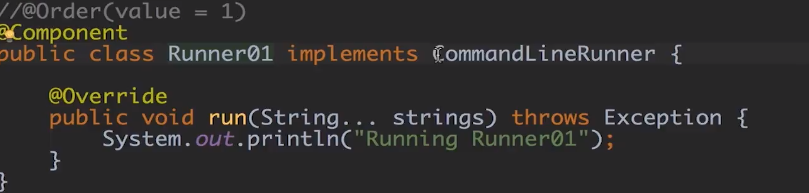 //@Order(value = 1)
@Component
public class Runner01 implements CommandLineRunner {
@Override
public void run(String... strings) throws Exception {
System.out.println("Running Runner01");
}
}